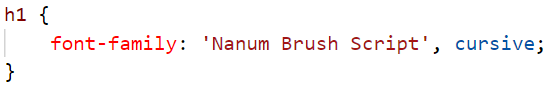 h1 {
    font-family: 'Nanum Brush Script', cursive;
}